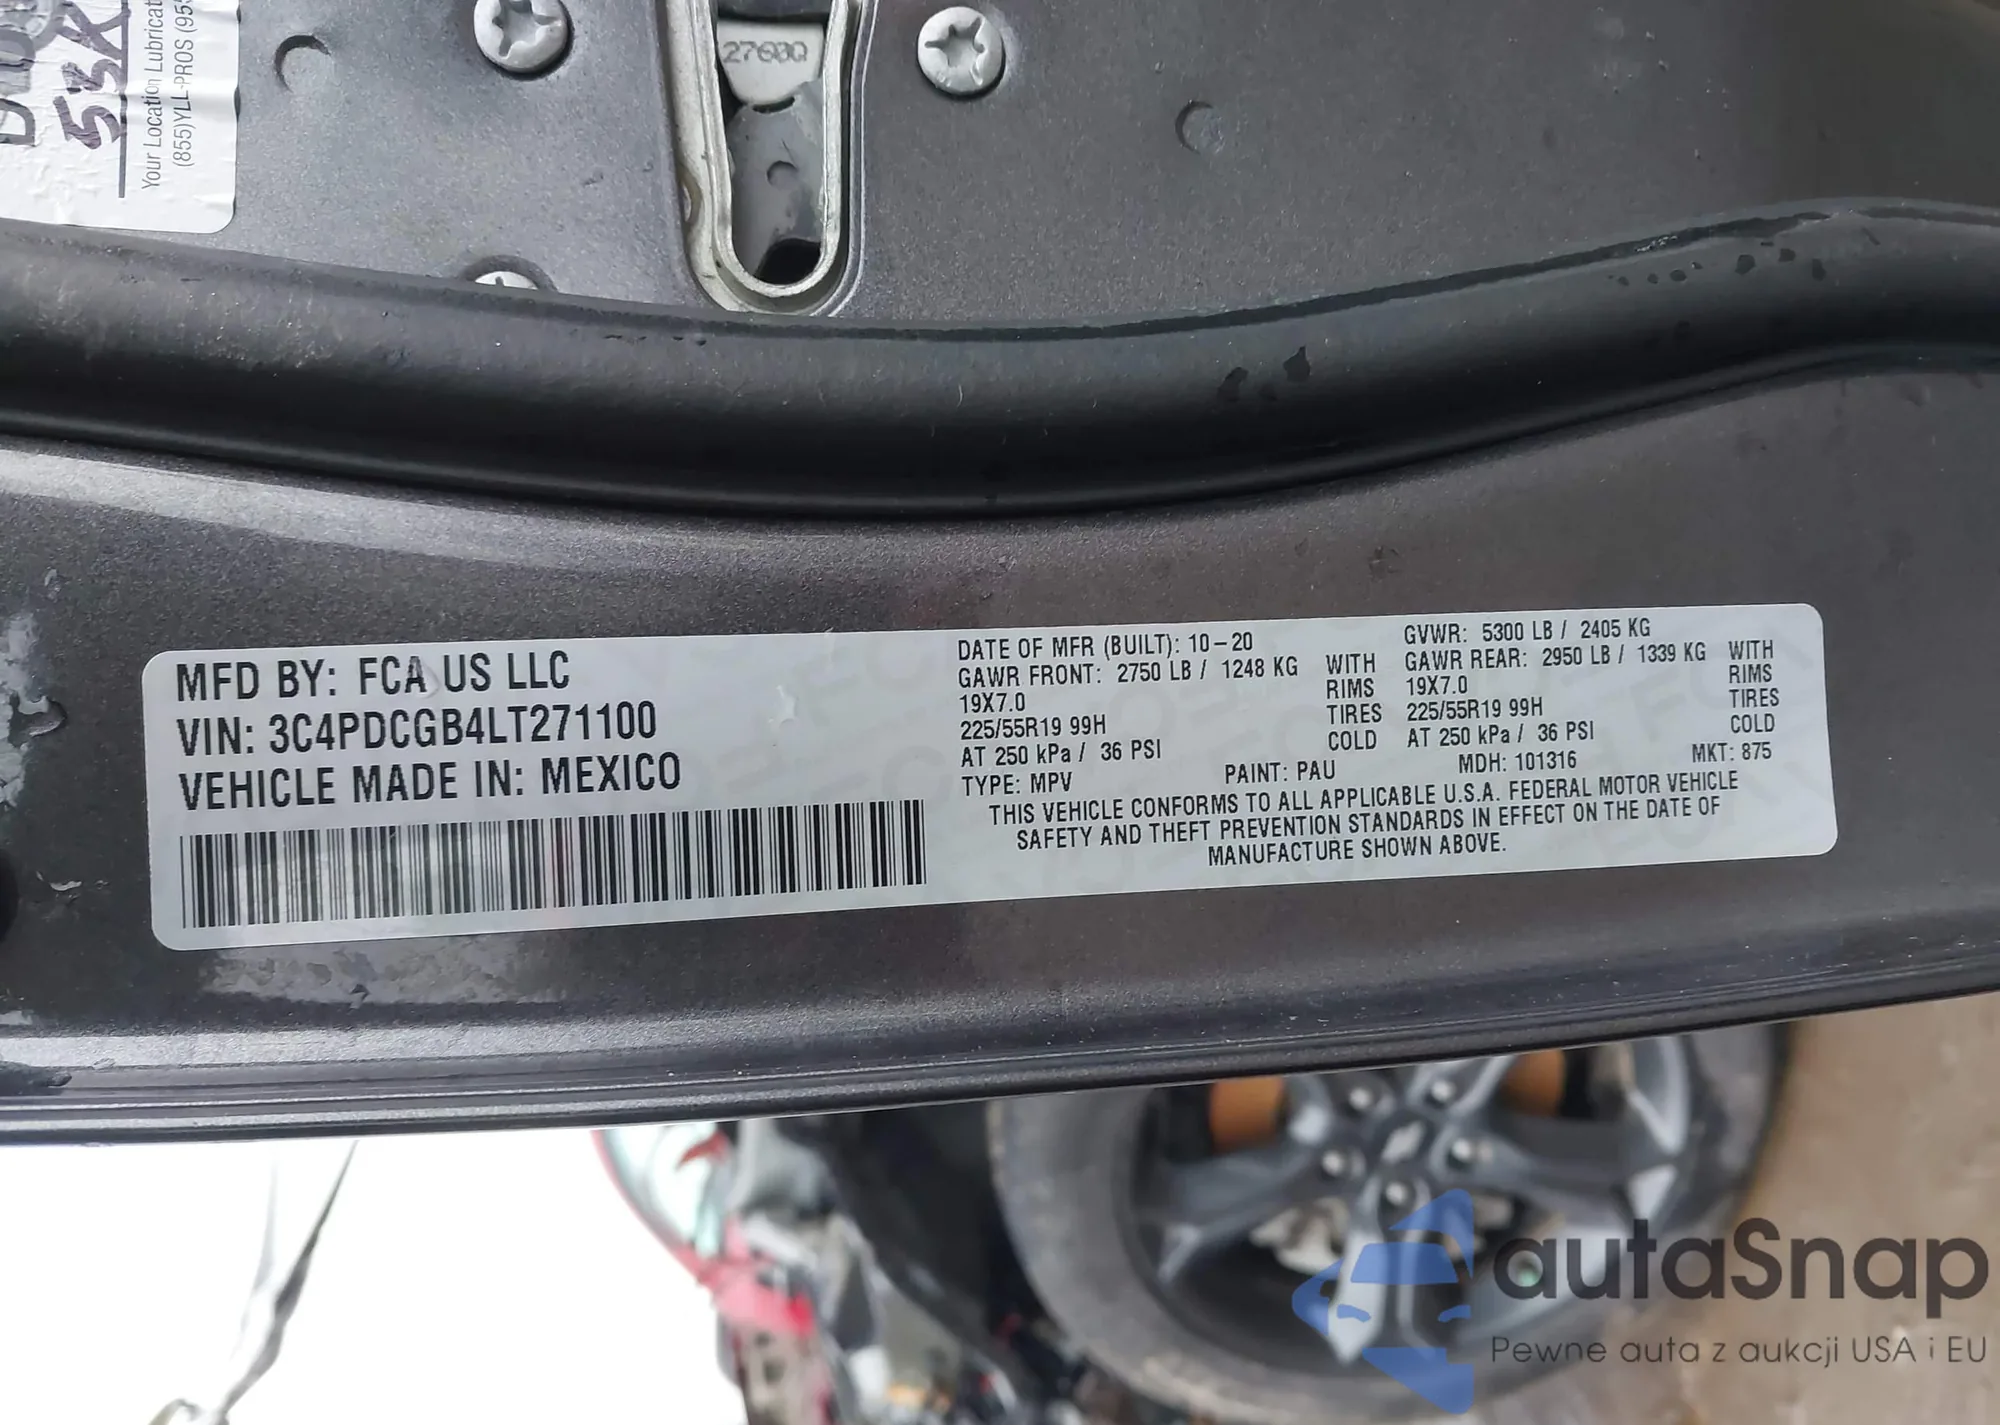 53X
Your Location Lubricat
(855)YLL-PROS (955
2760Q
MFD BY: FCA US LLC
VIN: 3C4PDCGB4LT271100
VEHICLE MADE IN: MEXICO
DATE OF MFR (BUILT): 10-20
GVWR: 5300 LB / 2405 KG
GAWR FRONT: 2750 LB / 1248 KG WITH
19X7.0 RIMS
225/55R19 99H TIRES
AT 250 kPa / 36 PSI COLD
GAWR REAR: 2950 LB / 1339 KG WITH
19X7.0 RIMS
225/55R19 99H TIRES
AT 250 kPa / 36 PSI COLD
TYPE: MPV PAINT: PAU MDH: 101316 MKT: 875
THIS VEHICLE CONFORMS TO ALL APPLICABLE U.S.A. FEDERAL MOTOR VEHICLE
SAFETY AND THEFT PREVENTION STANDARDS IN EFFECT ON THE DATE OF
MANUFACTURE SHOWN ABOVE.
autaSnap
Pewne auta z aukcji USA i EU